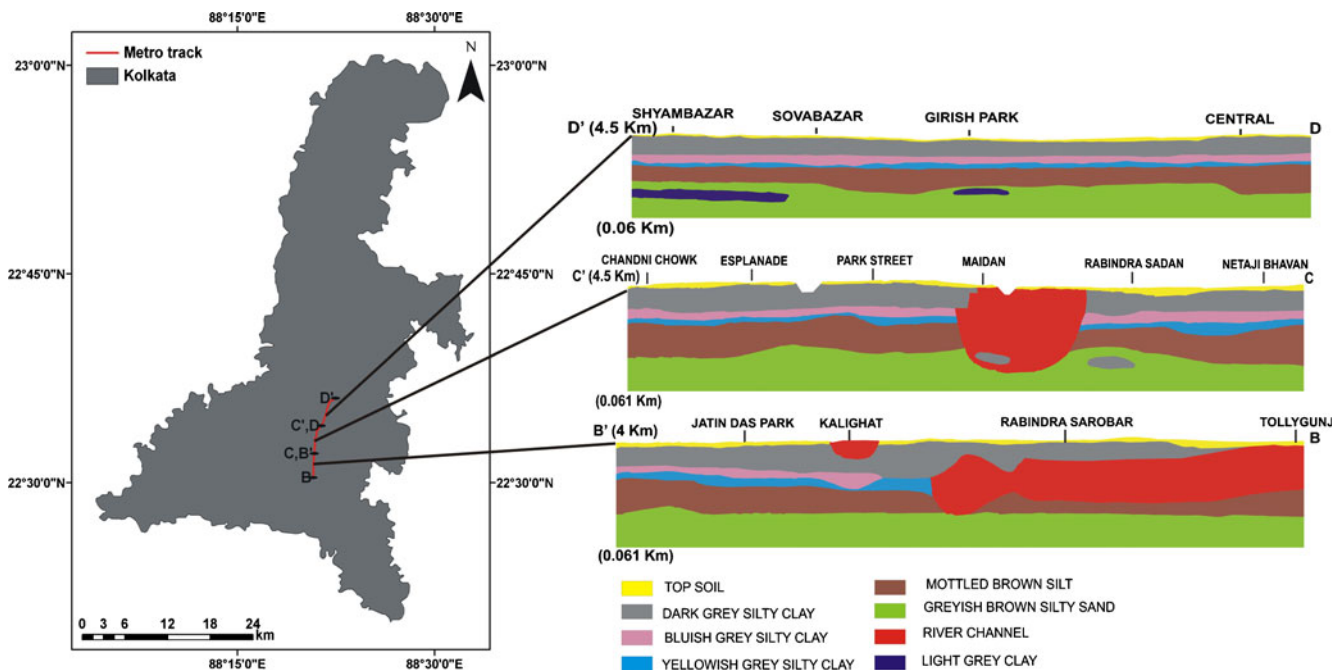 88°15'0"E
88°30'0"E
Metro track
Kolkata
N
23°0'0"N
23°0'0"N
22°45'0"N
22°45'0"N
22°30'0"N
22°30'0"N
D'
C',D
C,B'
B
0 3 6 12 18 24
km
88°15'0"E
88°30'0"E
SHYAMBAZAR
SOVABAZAR
GIRISH PARK
CENTRAL
D' (4.5 Km)
D
(0.06 Km)
CHANDNI CHOWK
ESPLANADE
PARK STREET
MAIDAN
RABINDRA SADAN
NETAJI BHAVAN
C' (4.5 Km)
C
(0.061 Km)
JATIN DAS PARK
KALIGHAT
RABINDRA SAROBAR
TOLLYGUNJ
B' (4 Km)
B
(0.061 Km)
TOP SOIL
DARK GREY SILTY CLAY
BLUISH GREY SILTY CLAY
YELLOWISH GREY SILTY CLAY
MOTTLED BROWN SILT
GREYISH BROWN SILTY SAND
RIVER CHANNEL
LIGHT GREY CLAY